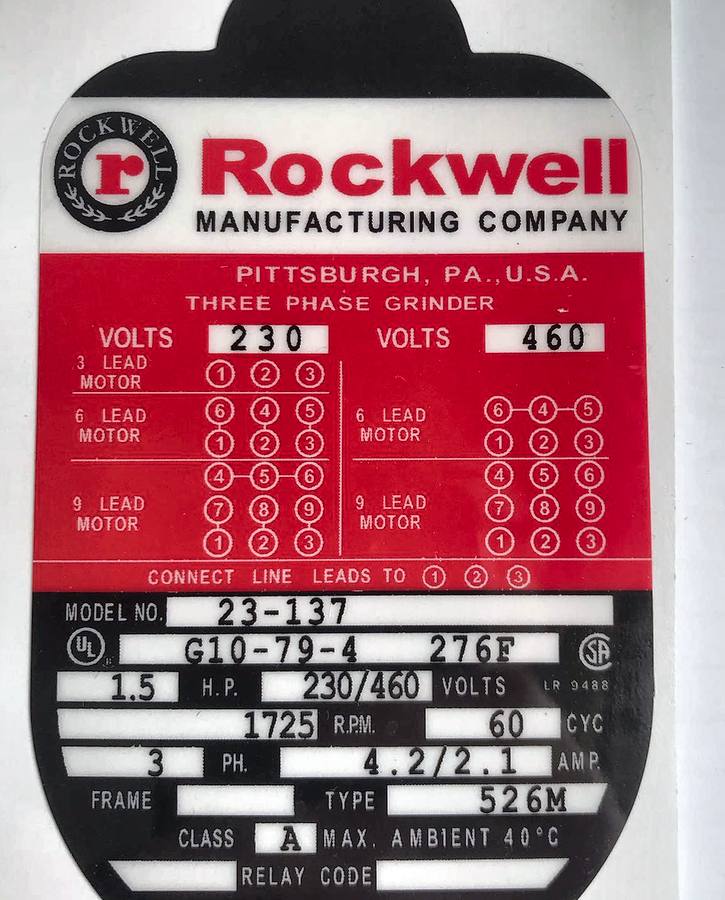 ROCKWELL
r
Rockwell
MANUFACTURING COMPANY
PITTSBURGH, PA., U.S.A.
THREE PHASE GRINDER
VOLTS 230 VOLTS 460
3 LEAD MOTOR 1 2 3
6 LEAD MOTOR 6 4 5 6 LEAD MOTOR 6 4 5
1 2 3 1 2 3
4 5 6 4 5 6
9 LEAD MOTOR 7 8 9 9 LEAD MOTOR 7 8 9
1 2 3 1 2 3
CONNECT LINE LEADS TO 1 2 3
MODEL NO. 23-137
UL G10-79-4 276F SA
1.5 H.P. 230/460 VOLTS LR 9488
1725 R.P.M. 60 CYC
3 PH. 4.2/2.1 AMP.
FRAME TYPE 526M
CLASS A MAX. AMBIENT 40°C
RELAY CODE